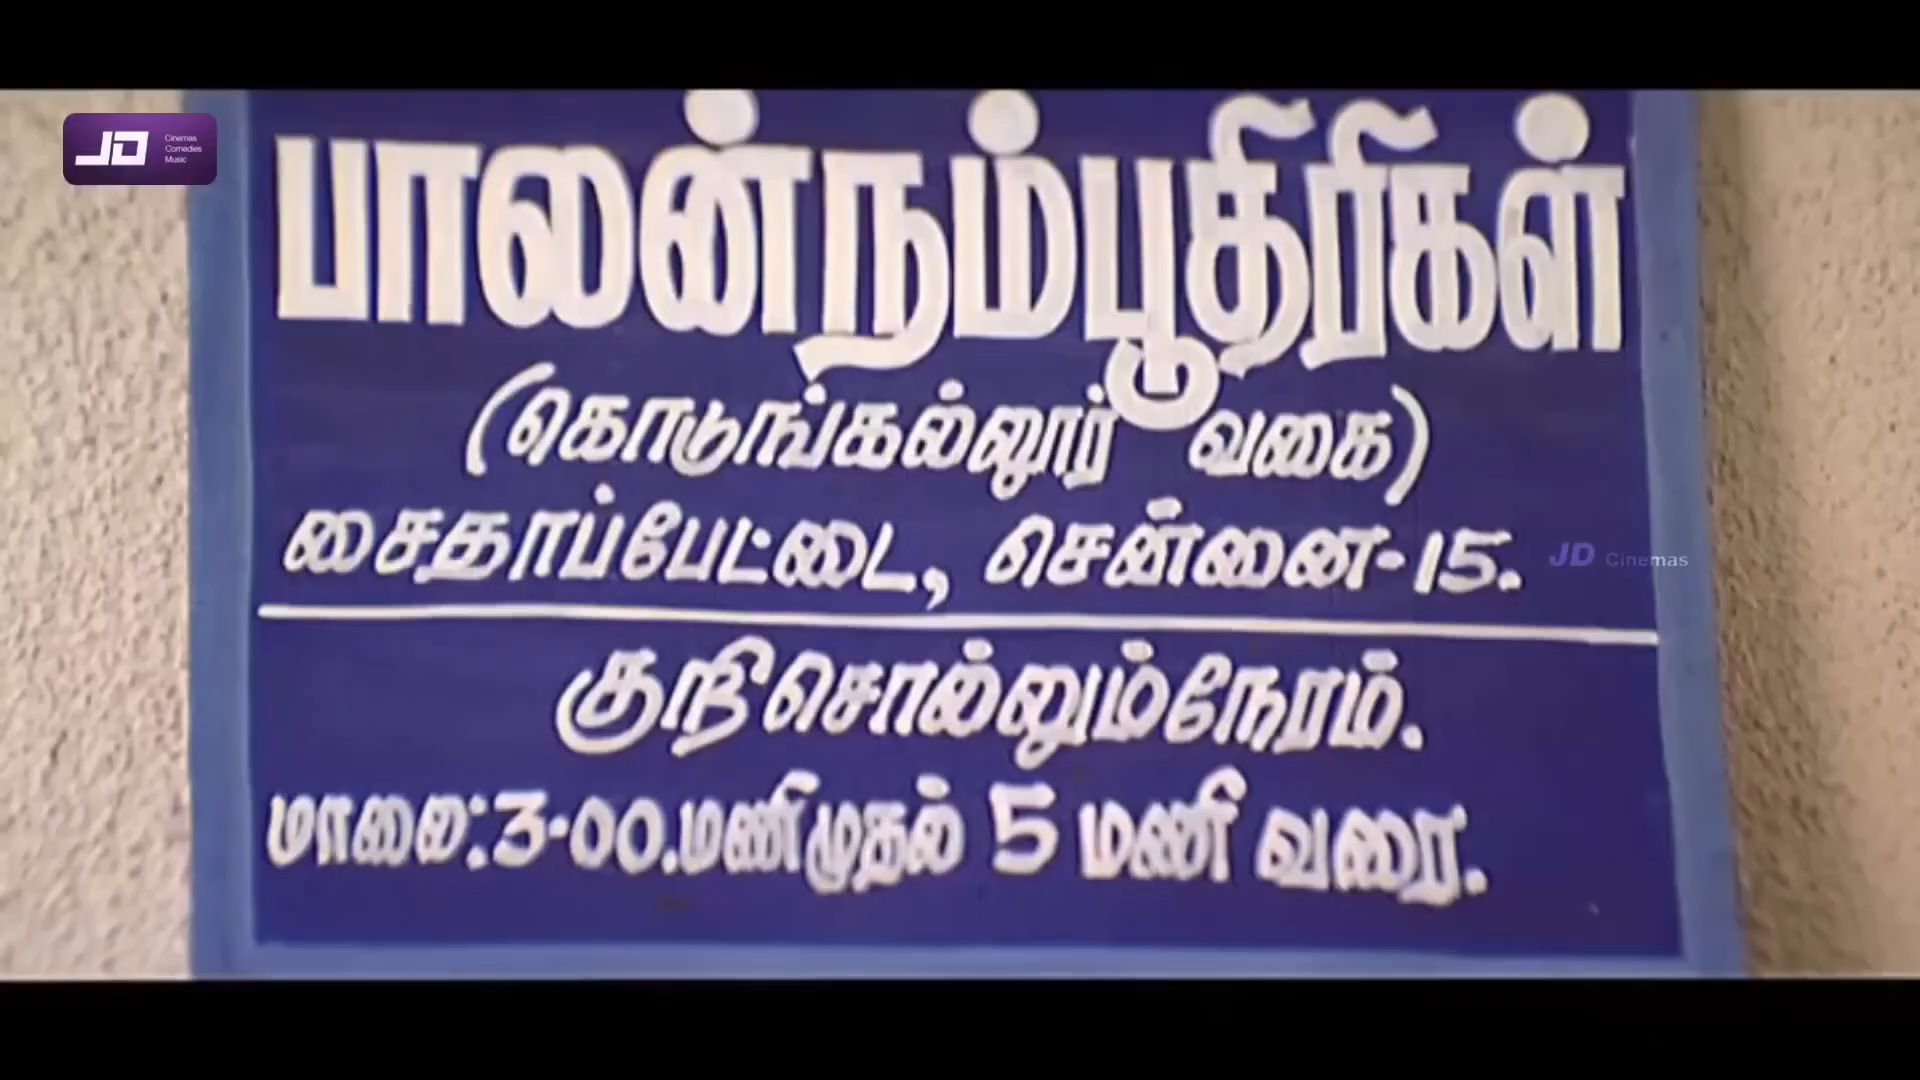 JD Cinemas Comedies Music
பாலன்நம்பூதிரிகள்
(கொடுங்கல்லூர் வகை)
சைதாப்பேட்டை, சென்னை-15.
JD Cinemas
குறிசொல்லும்நேரம்.
மாலை:3-00.மணிமுதல் 5 மணி வரை.